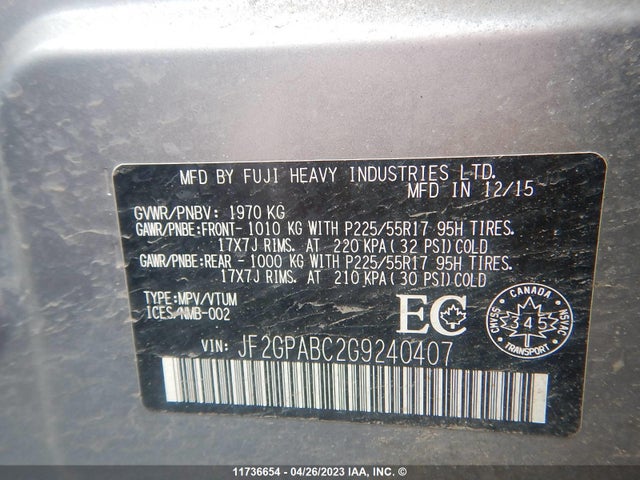 MFD BY FUJI HEAVY INDUSTRIES LTD.
MFD IN 12/15
GVWR/PNBV: 1970 KG
GAWR/PNBE:FRONT- 1010 KG WITH P225/55R17 95H TIRES.
17X7J RIMS. AT 220 KPA(32 PSI)COLD
GAWR/PNBE:REAR - 1000 KG WITH P225/55R17 95H TIRES.
17X7J RIMS. AT 210 KPA(30 PSI)COLD
TYPE:MPV/VTUM
ICES/NMB-002
EC
CANADA
SVASN
345
NSVAC
TRANSPORT
VIN: JF2GPABC2G9240407
11736654 - 04/26/2023 IAA, INC. ©